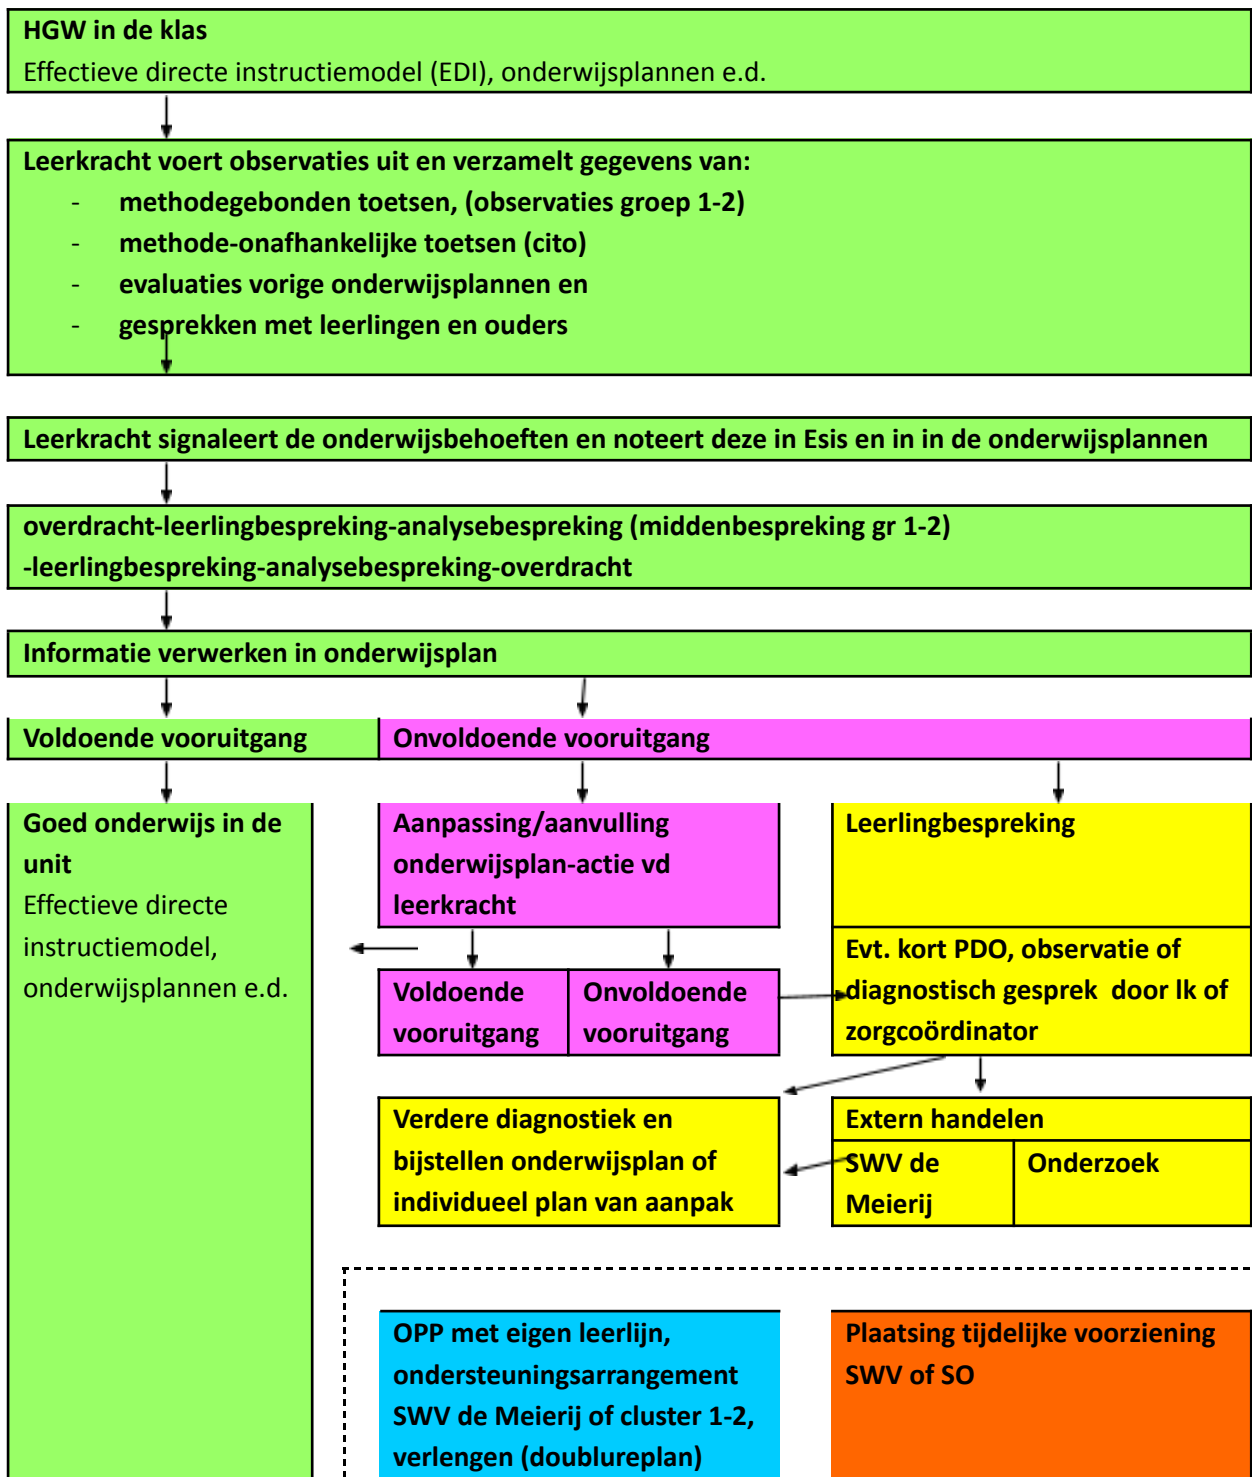 HGW in de klas
Effectieve directe instructiemodel (EDI), onderwijsplannen e.d.
Leerkracht voert observaties uit en verzamelt gegevens van:
- methodegebonden toetsen, (observaties groep 1-2)
- methode-onafhankelijke toetsen (cito)
- evaluaties vorige onderwijsplannen en
- gesprekken met leerlingen en ouders
Leerkracht signaleert de onderwijsbehoeften en noteert deze in Esis en in in de onderwijsplannen
overdracht-leerlingbespreking-analysebespreking (middenbespreking gr 1-2)
-leerlingbespreking-analysebespreking-overdracht
Informatie verwerken in onderwijsplan
Voldoende vooruitgang
Onvoldoende vooruitgang
Goed onderwijs in de
unit
Effectieve directe
instructiemodel,
onderwijsplannen e.d.
Aanpassing/aanvulling
onderwijsplan-actie vd
leerkracht
Leerlingbespreking
Voldoende
vooruitgang
Onvoldoende
vooruitgang
Evt. kort PDO, observatie of
diagnostisch gesprek door lk of
zorgcoördinator
Verdere diagnostiek en
bijstellen onderwijsplan of
individueel plan van aanpak
Extern handelen
SWV de
Meierij
Onderzoek
OPP met eigen leerlijn,
ondersteuningsarrangement
SWV de Meierij of cluster 1-2,
verlengen (doublureplan)
Plaatsing tijdelijke voorziening
SWV of SO